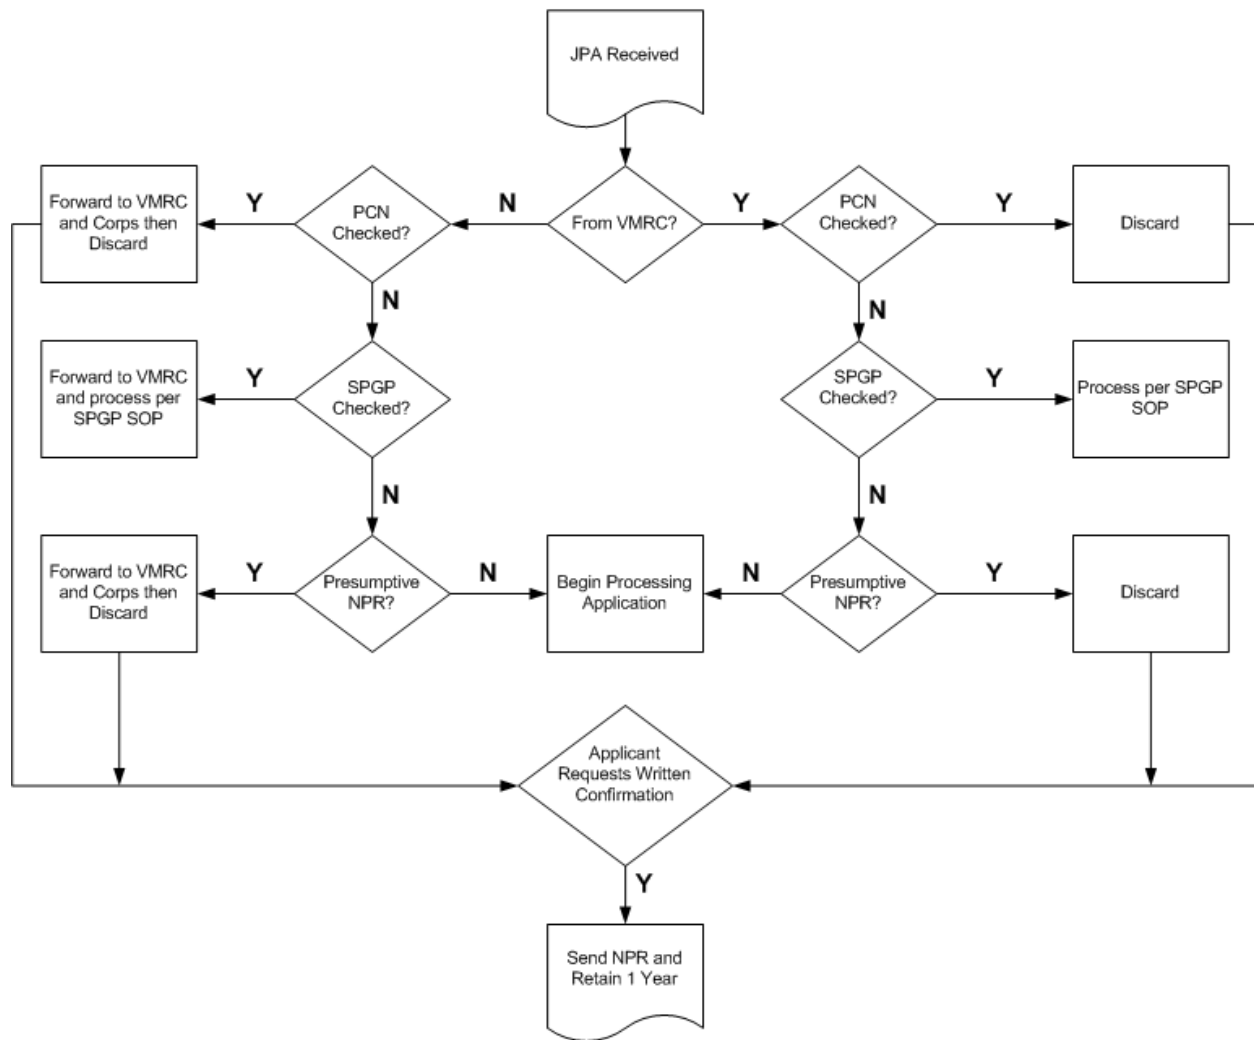 JPA Received
Forward to VMRC
and Corps then
Discard
Y
PCN
Checked?
N
From VMRC?
Y
PCN
Checked?
Y
Discard
N
N
Forward to VMRC
and process per
SPGP SOP
Y
SPGP
Checked?
SPGP
Checked?
Y
Process per SPGP
SOP
N
N
Forward to VMRC
and Corps then
Discard
Y
Presumptive
NPR?
N
Begin Processing
Application
N
Presumptive
NPR?
Y
Discard
Applicant
Requests Written
Confirmation
Y
Send NPR and
Retain 1 Year